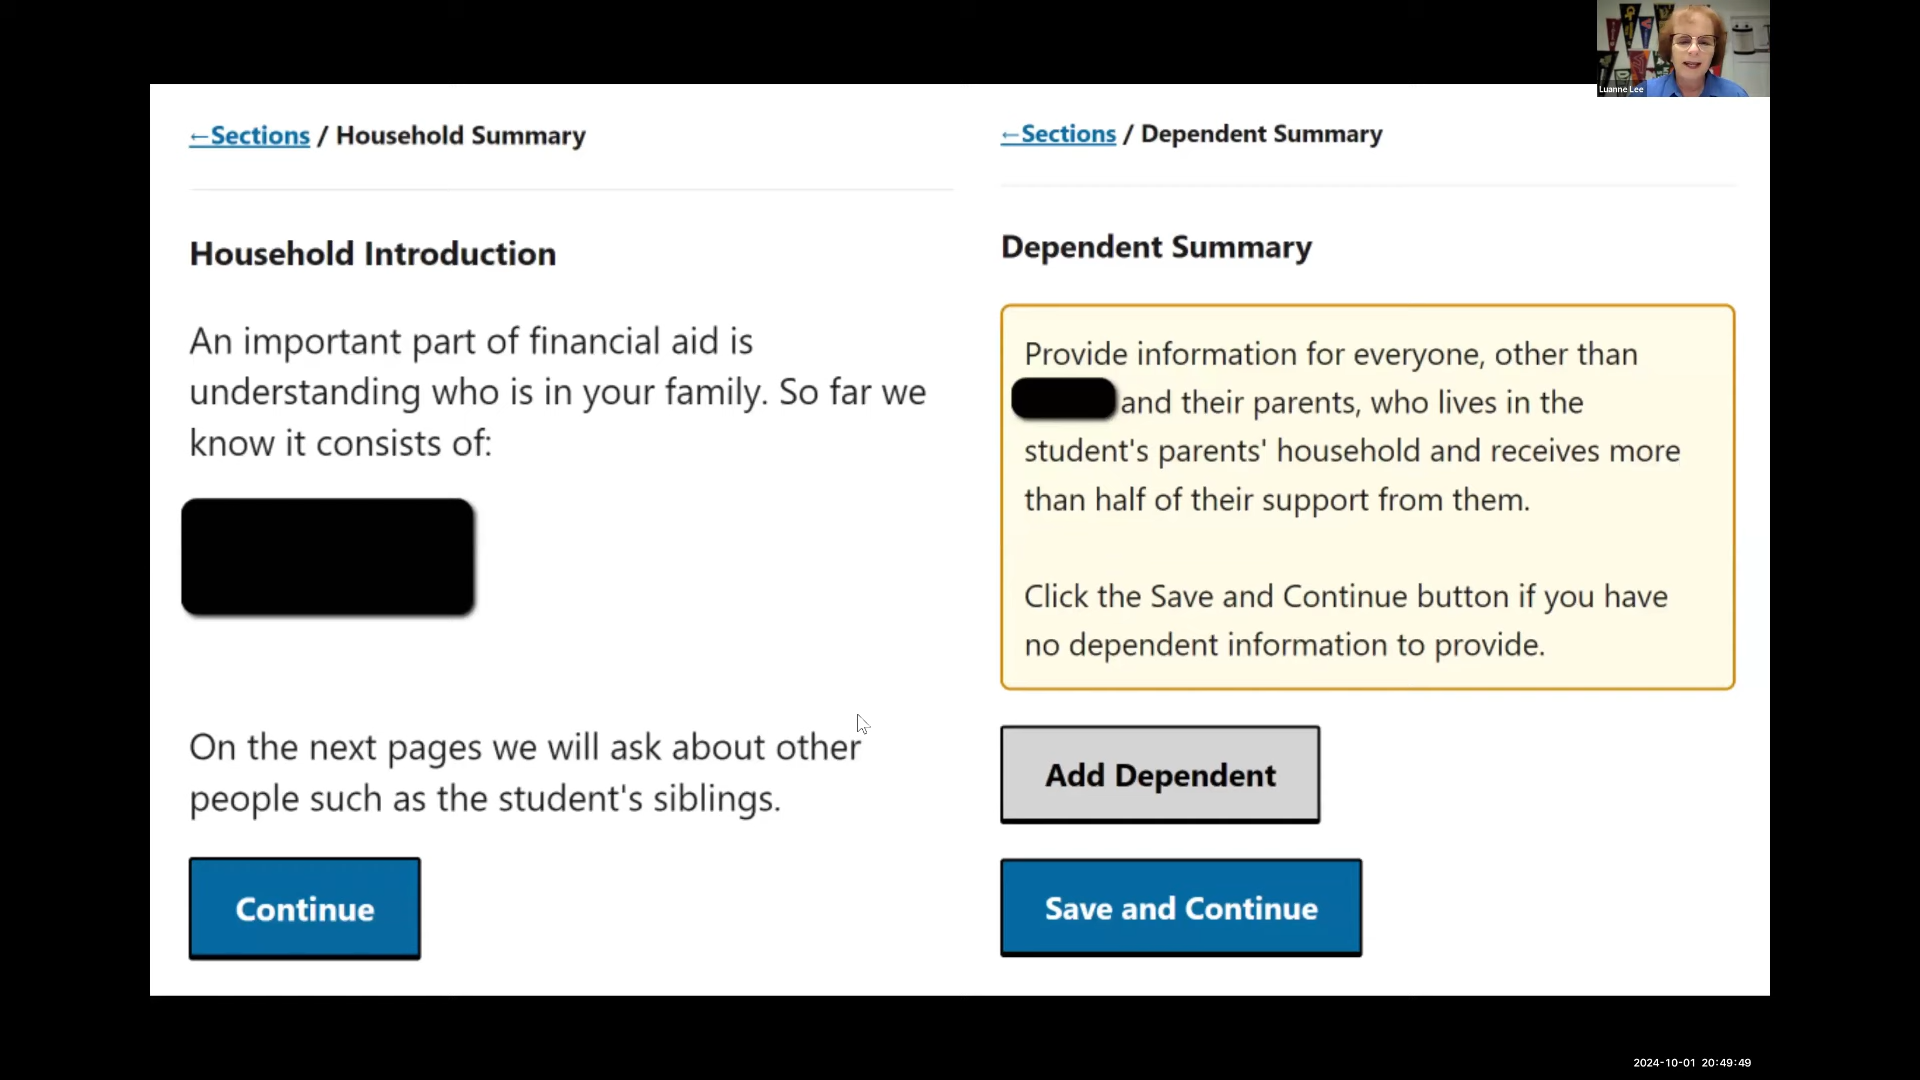 Luanne Lee
←Sections / Household Summary
Household Introduction
An important part of financial aid is
understanding who is in your family. So far we
know it consists of:
On the next pages we will ask about other
people such as the student's siblings.
Continue
←Sections / Dependent Summary
Dependent Summary
Provide information for everyone, other than
and their parents, who lives in the
student's parents' household and receives more
than half of their support from them.
Click the Save and Continue button if you have
no dependent information to provide.
Add Dependent
Save and Continue
2024-10-01 20:49:49